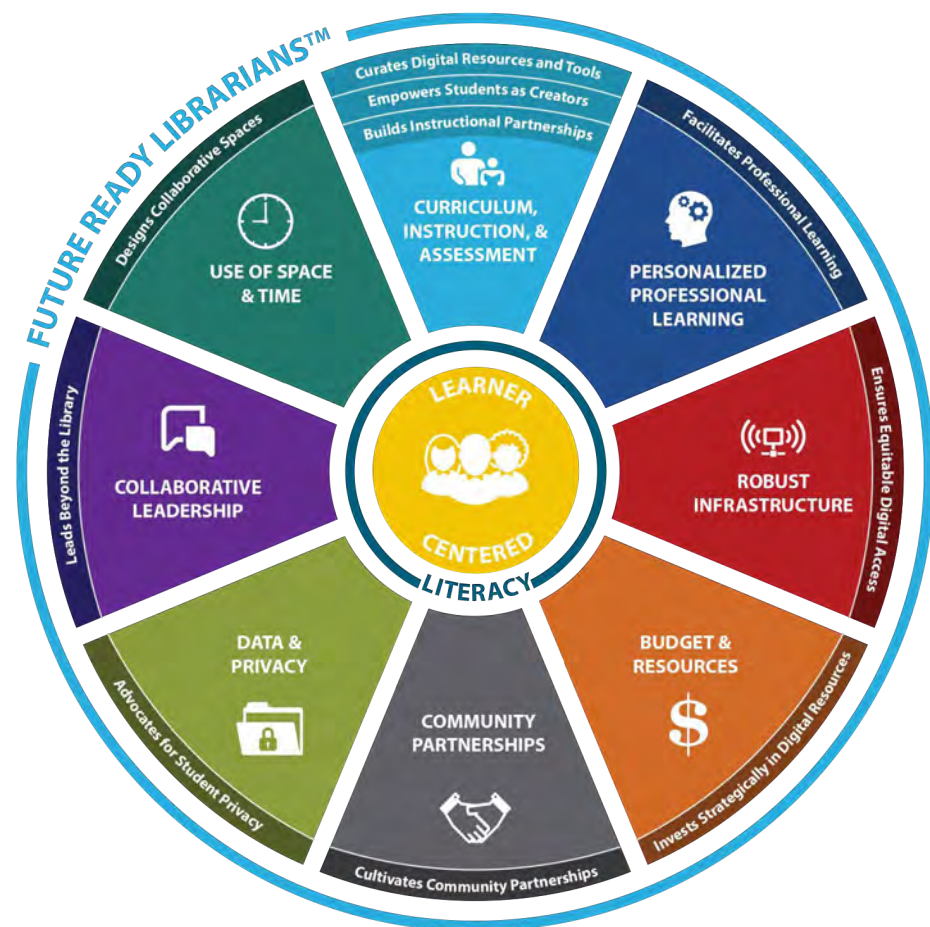 FUTURE READY LIBRARIANS™
Curates Digital Resources and Tools
Empowers Students as Creators
Builds Instructional Partnerships
CURRICULUM,
INSTRUCTION, &
ASSESSMENT
Facilitates Professional Learning
PERSONALIZED
PROFESSIONAL
LEARNING
Ensures Equitable Digital Access
ROBUST
INFRASTRUCTURE
Invests Strategically in Digital Resources
BUDGET &
RESOURCES
$
Cultivates Community Partnerships
COMMUNITY
PARTNERSHIPS
Advocates for Student Privacy
DATA &
PRIVACY
Leads Beyond the Library
COLLABORATIVE
LEADERSHIP
Designs Collaborative Spaces
USE OF SPACE
& TIME
LEARNER
CENTERED
LITERACY